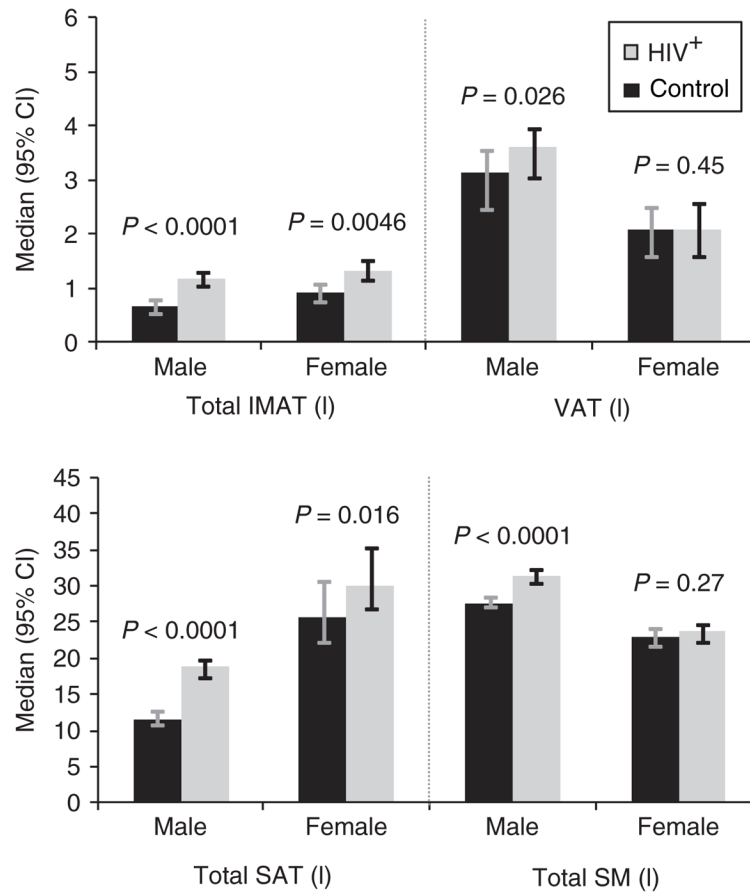 6
5
4
3
2
1
0
Median (95% CI)
HIV+
Control
P < 0.0001
P = 0.0046
P = 0.026
P = 0.45
Male
Female
Male
Female
Total IMAT (l)
VAT (l)
45
40
35
30
25
20
15
10
5
0
Median (95% CI)
P < 0.0001
P = 0.016
P < 0.0001
P = 0.27
Male
Female
Male
Female
Total SAT (l)
Total SM (l)